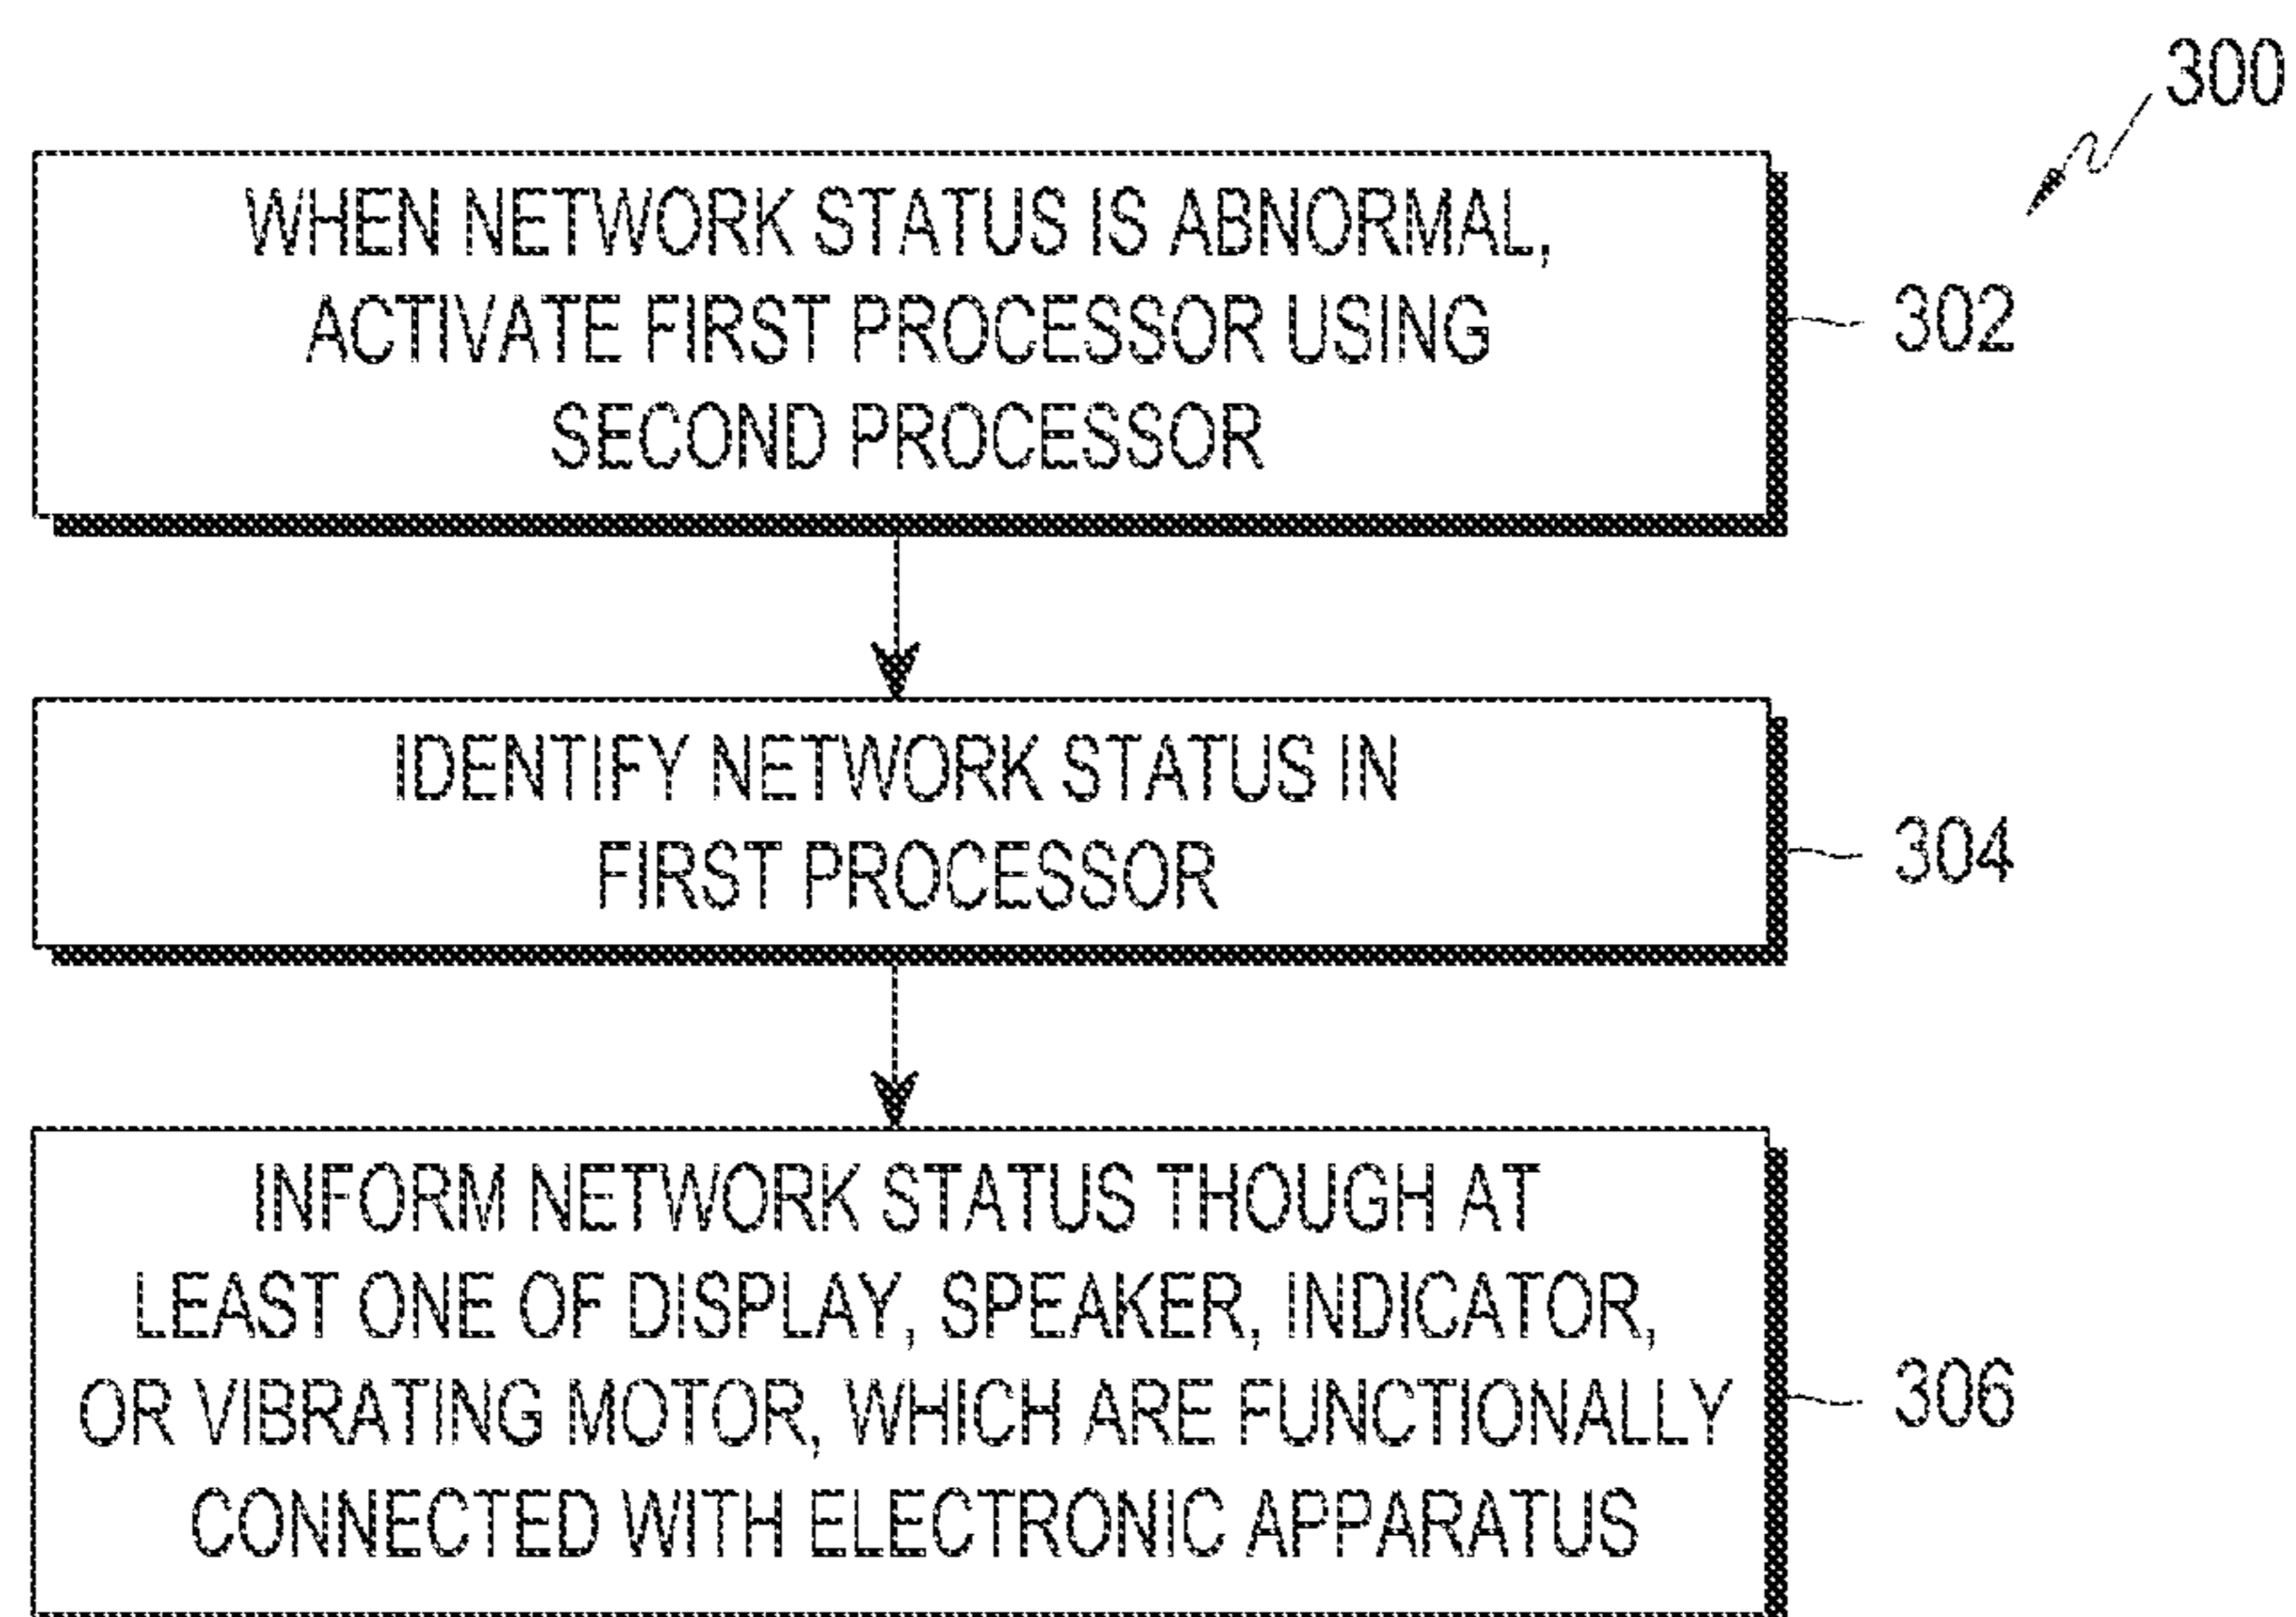 300
WHEN NETWORK STATUS IS ABNORMAL,
ACTIVATE FIRST PROCESSOR USING
SECOND PROCESSOR
302
IDENTIFY NETWORK STATUS IN
FIRST PROCESSOR
304
INFORM NETWORK STATUS THOUGH AT
LEAST ONE OF DISPLAY, SPEAKER, INDICATOR,
OR VIBRATING MOTOR, WHICH ARE FUNCTIONALLY
CONNECTED WITH ELECTRONIC APPARATUS
306